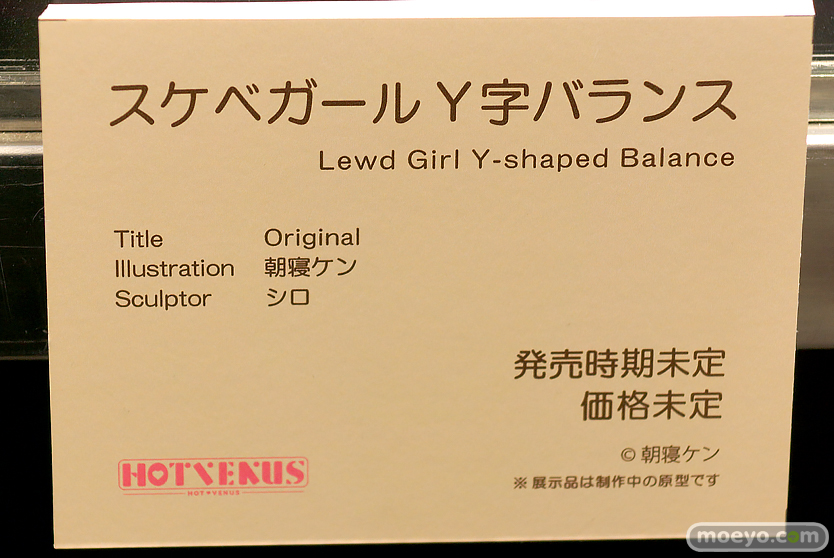 スケベガール Y字バランス
Lewd Girl Y-shaped Balance
Title Original
Illustration 朝寝ケン
Sculptor シロ
発売時期未定
価格未定
© 朝寝ケン
※ 展示品は制作中の原型です
HOTVENUS
HOT♥VENUS
moeyo.com